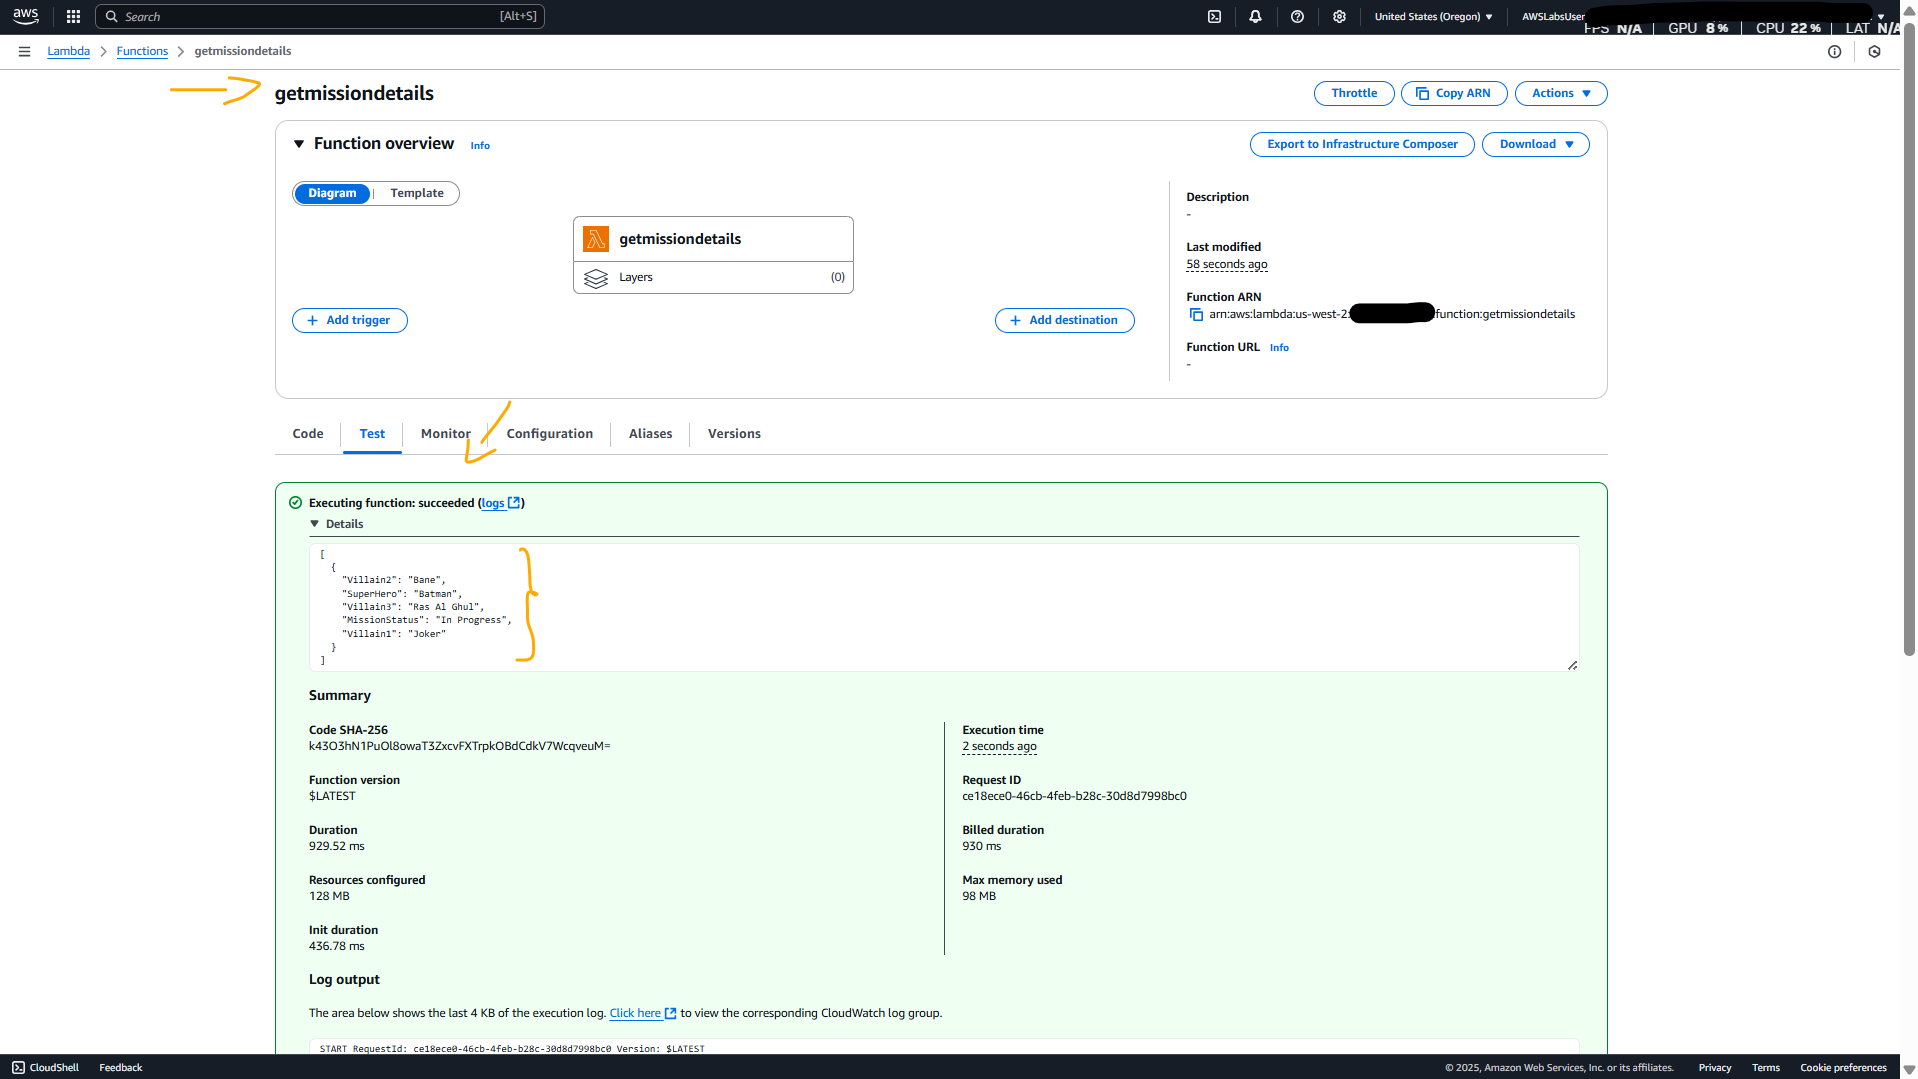 aws
Search [Alt+S]
United States (Oregon)
AWSLabsUser
FPS N/A GPU 8% CPU 22% LAT N/A
Lambda
Functions
getmissiondetails
getmissiondetails
Throttle
Copy ARN
Actions
Function overview Info
Export to Infrastructure Composer
Download
Diagram
Template
getmissiondetails
Layers (0)
Add trigger
Add destination
Description
-
Last modified
58 seconds ago
Function ARN
arn:aws:lambda:us-west-2: function:getmissiondetails
Function URL Info
-
Code
Test
Monitor
Configuration
Aliases
Versions
Executing function: succeeded (logs)
Details
[
{
"Villain2": "Bane",
"SuperHero": "Batman",
"Villain3": "Ras Al Ghul",
"MissionStatus": "In Progress",
"Villain1": "Joker"
}
]
Summary
Code SHA-256
k43O3hN1PuOl8owaT3ZxcvFXTrpkOBdCdkV7WcqveuM=
Execution time
2 seconds ago
Function version
$LATEST
Request ID
ce18ece0-46cb-4feb-b28c-30d8d7998bc0
Duration
929.52 ms
Billed duration
930 ms
Resources configured
128 MB
Max memory used
98 MB
Init duration
436.78 ms
Log output
The area below shows the last 4 KB of the execution log. Click here to view the corresponding CloudWatch log group.
START RequestId: ce18ece0-46cb-4feb-b28c-30d8d7998bc0 Version: $LATEST
CloudShell
Feedback
© 2025, Amazon Web Services, Inc. or its affiliates.
Privacy
Terms
Cookie preferences